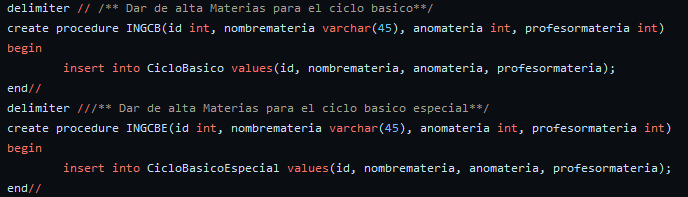 delimiter // /** Dar de alta Materias para el ciclo basico**/
create procedure INGCB(id int, nombremateria varchar(45), anomateria int, profesormateria int)
begin
insert into CicloBasico values(id, nombremateria, anomateria, profesormateria);
end//
delimiter ///** Dar de alta Materias para el ciclo basico especial**/
create procedure INGCBE(id int, nombremateria varchar(45), anomateria int, profesormateria int)
begin
insert into CicloBasicoEspecial values(id, nombremateria, anomateria, profesormateria);
end//